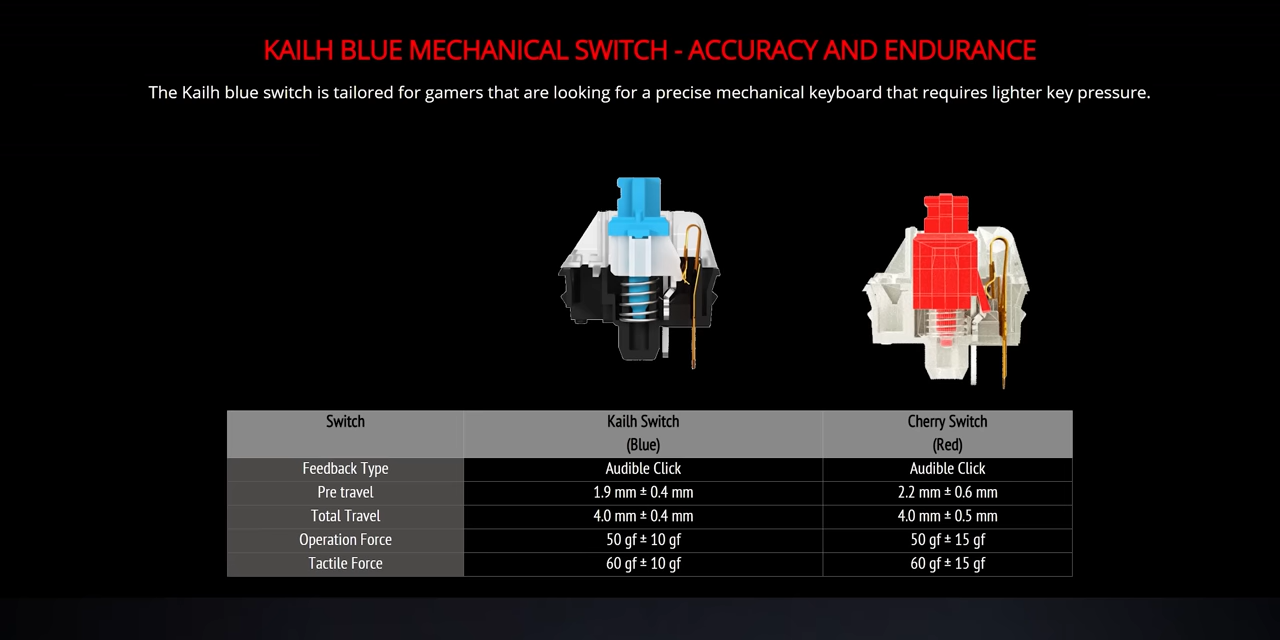 KAILH BLUE MECHANICAL SWITCH - ACCURACY AND ENDURANCE
The Kailh blue switch is tailored for gamers that are looking for a precise mechanical keyboard that requires lighter key pressure.
Switch Kailh Switch Cherry Switch
(Blue) (Red)
Feedback Type Audible Click Audible Click
Pre travel 1.9 mm ± 0.4 mm 2.2 mm ± 0.6 mm
Total Travel 4.0 mm ± 0.4 mm 4.0 mm ± 0.5 mm
Operation Force 50 gf ± 10 gf 50 gf ± 15 gf
Tactile Force 60 gf ± 10 gf 60 gf ± 15 gf